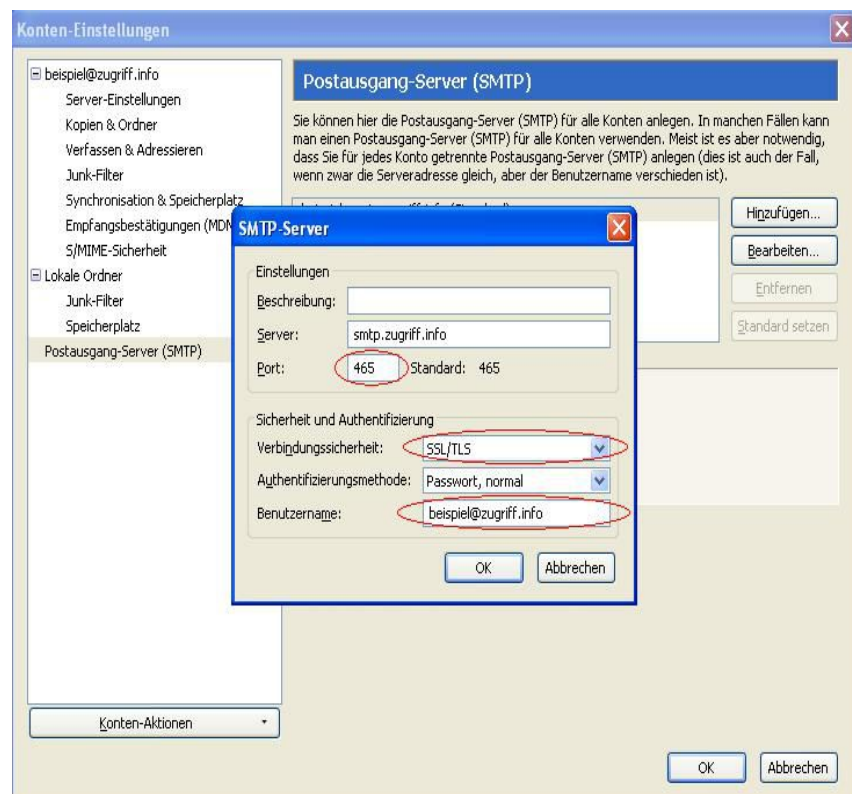 Konten-Einstellungen
beispiel@zugriff.info
Server-Einstellungen
Kopien & Ordner
Verfassen & Adressieren
Junk-Filter
Synchronisation & Speicherplatz
Empfangsbestätigungen (MDN
S/MIME-Sicherheit
Lokale Ordner
Junk-Filter
Speicherplatz
Postausgang-Server (SMTP)
Konten-Aktionen
Postausgang-Server (SMTP)
Sie können hier die Postausgang-Server (SMTP) für alle Konten anlegen. In manchen Fällen kann
man einen Postausgang-Server (SMTP) für alle Konten verwenden. Meist ist es aber notwendig,
dass Sie für jedes Konto getrennte Postausgang-Server (SMTP) anlegen (dies ist auch der Fall,
wenn zwar die Serveradresse gleich, aber der Benutzername verschieden ist).
Hinzufügen...
Bearbeiten...
Entfernen
Standard setzen
SMTP-Server
Einstellungen
Beschreibung:
Server: smtp.zugriff.info
Port: 465 Standard: 465
Sicherheit und Authentifizierung
Verbindungssicherheit: SSL/TLS
Authentifizierungsmethode: Passwort, normal
Benutzername: beispiel@zugriff.info
OK Abbrechen
OK Abbrechen